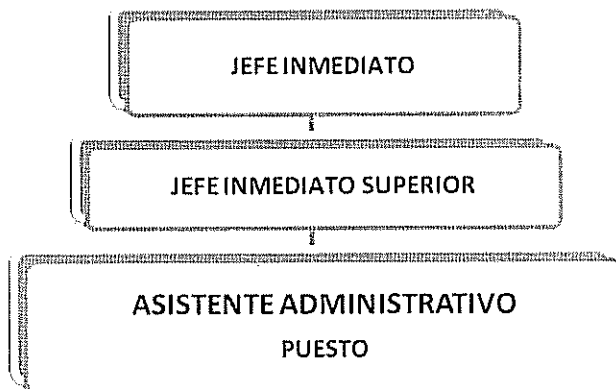 JEFE INMEDIATO
JEFE INMEDIATO SUPERIOR
ASISTENTE ADMINISTRATIVO
PUESTO